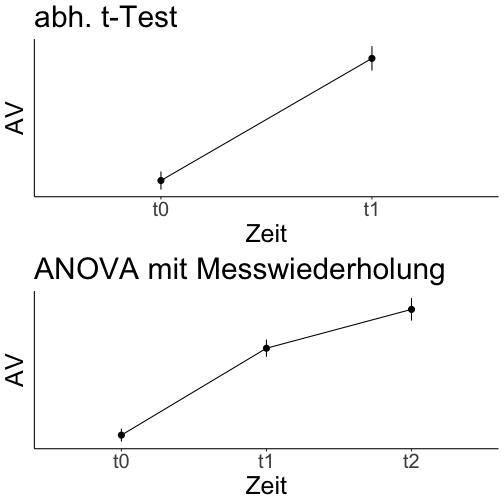 abh. t-Test
AV
t0 t1
Zeit
ANOVA mit Messwiederholung
AV
t0 t1 t2
Zeit